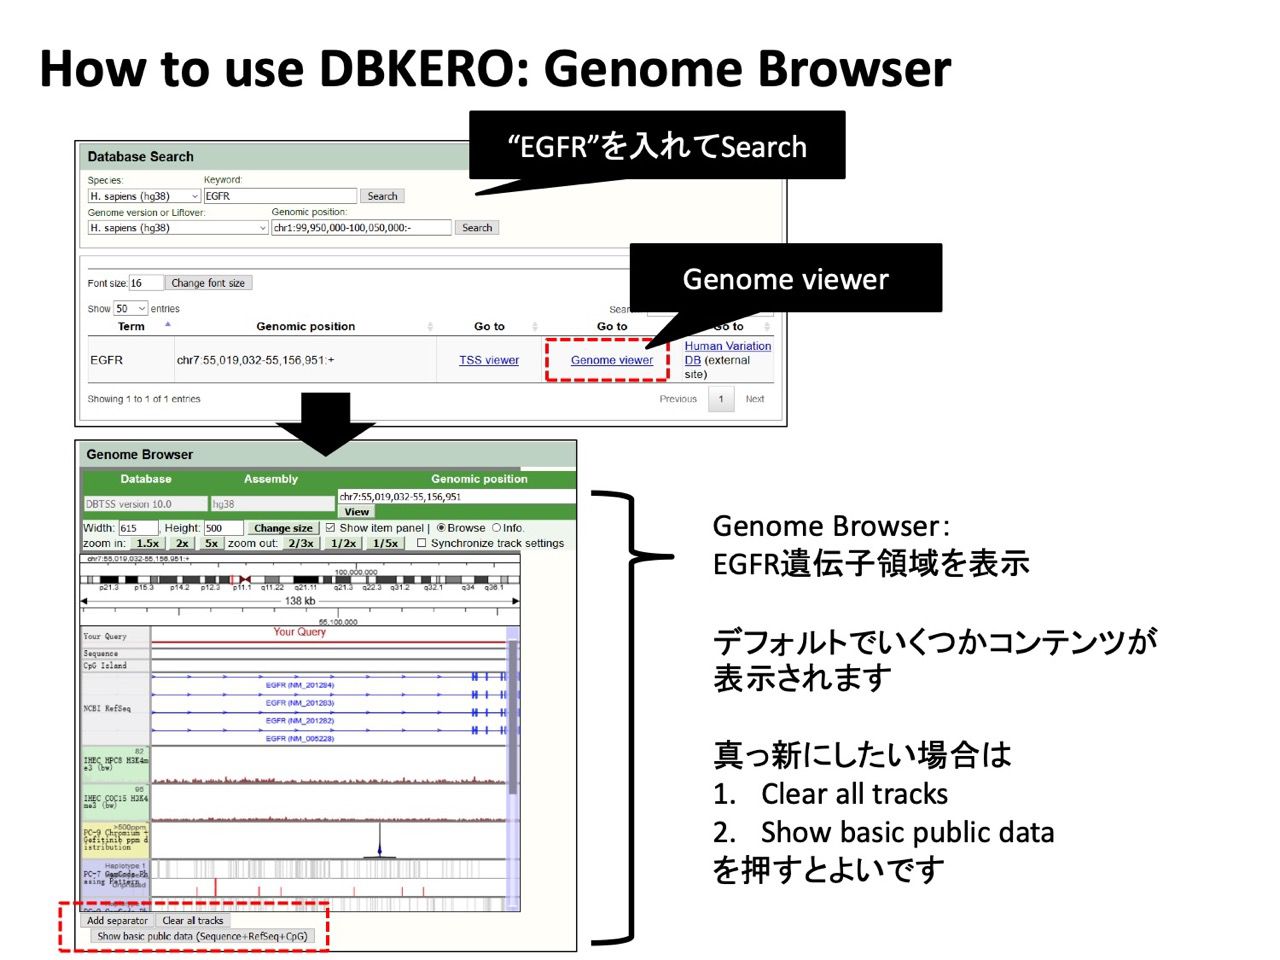 How to use DBKERO: Genome Browser
“EGFR”を入れてSearch
Database Search
Species:
Keyword:
H. sapiens (hg38)
EGFR
Search
Genome version or Liftover:
Genomic position:
H. sapiens (hg38)
chr1:99,950,000-100,050,000:-
Search
Genome viewer
Font size:
16
Change font size
Show 50 entries
Term
Genomic position
Go to
Go to
Go to
EGFR
chr7:55,019,032-55,156,951:+
TSS viewer
Genome viewer
Human Variation
DB (external
site)
Showing 1 to 1 of 1 entries
Previous
1
Next
Genome Browser
Database
Assembly
Genomic position
DBTSS version 10.0
hg38
chr7:55,019,032-55,156,951
View
Width: 615 , Height: 500 Change size Show item panel | Browse Info.
zoom in: 1.5x 2x 5x zoom out: 2/3x 1/2x 1/5x Synchronize track settings
chr7:55,019,032-55,156,951:+
100,000,000
p21.3 p15.3 p14.2 p12.3 p11.1 q11.22 q21.11 q21.3 q22.3 q31.2 q32.1 q34 q36.1
138 kb
55,100,000
Your Query
Your Query
Sequence
CpG Island
NCBI RefSeq
EGFR (NM_201284)
EGFR (NM_201283)
EGFR (NM_201282)
EGFR (NM_005228)
82
IHEC HPC8 H3K4m
e3 (bw)
95
IHEC COC15 H3K4
me3 (bw)
>500ppm
PC-9 Chromium +
Gefitinib ppm d
istribution
Haplotype 1
PC-7 GemCode Ph
asing Pattern
Unphased
Haplotype 1
Add separator
Clear all tracks
Show basic public data (Sequence+RefSeq+CpG)
Genome Browser：
EGFR遺伝子領域を表示
デフォルトでいくつかコンテンツが
表示されます
真っ新にしたい場合は
1. Clear all tracks
2. Show basic public data
を押すとよいです